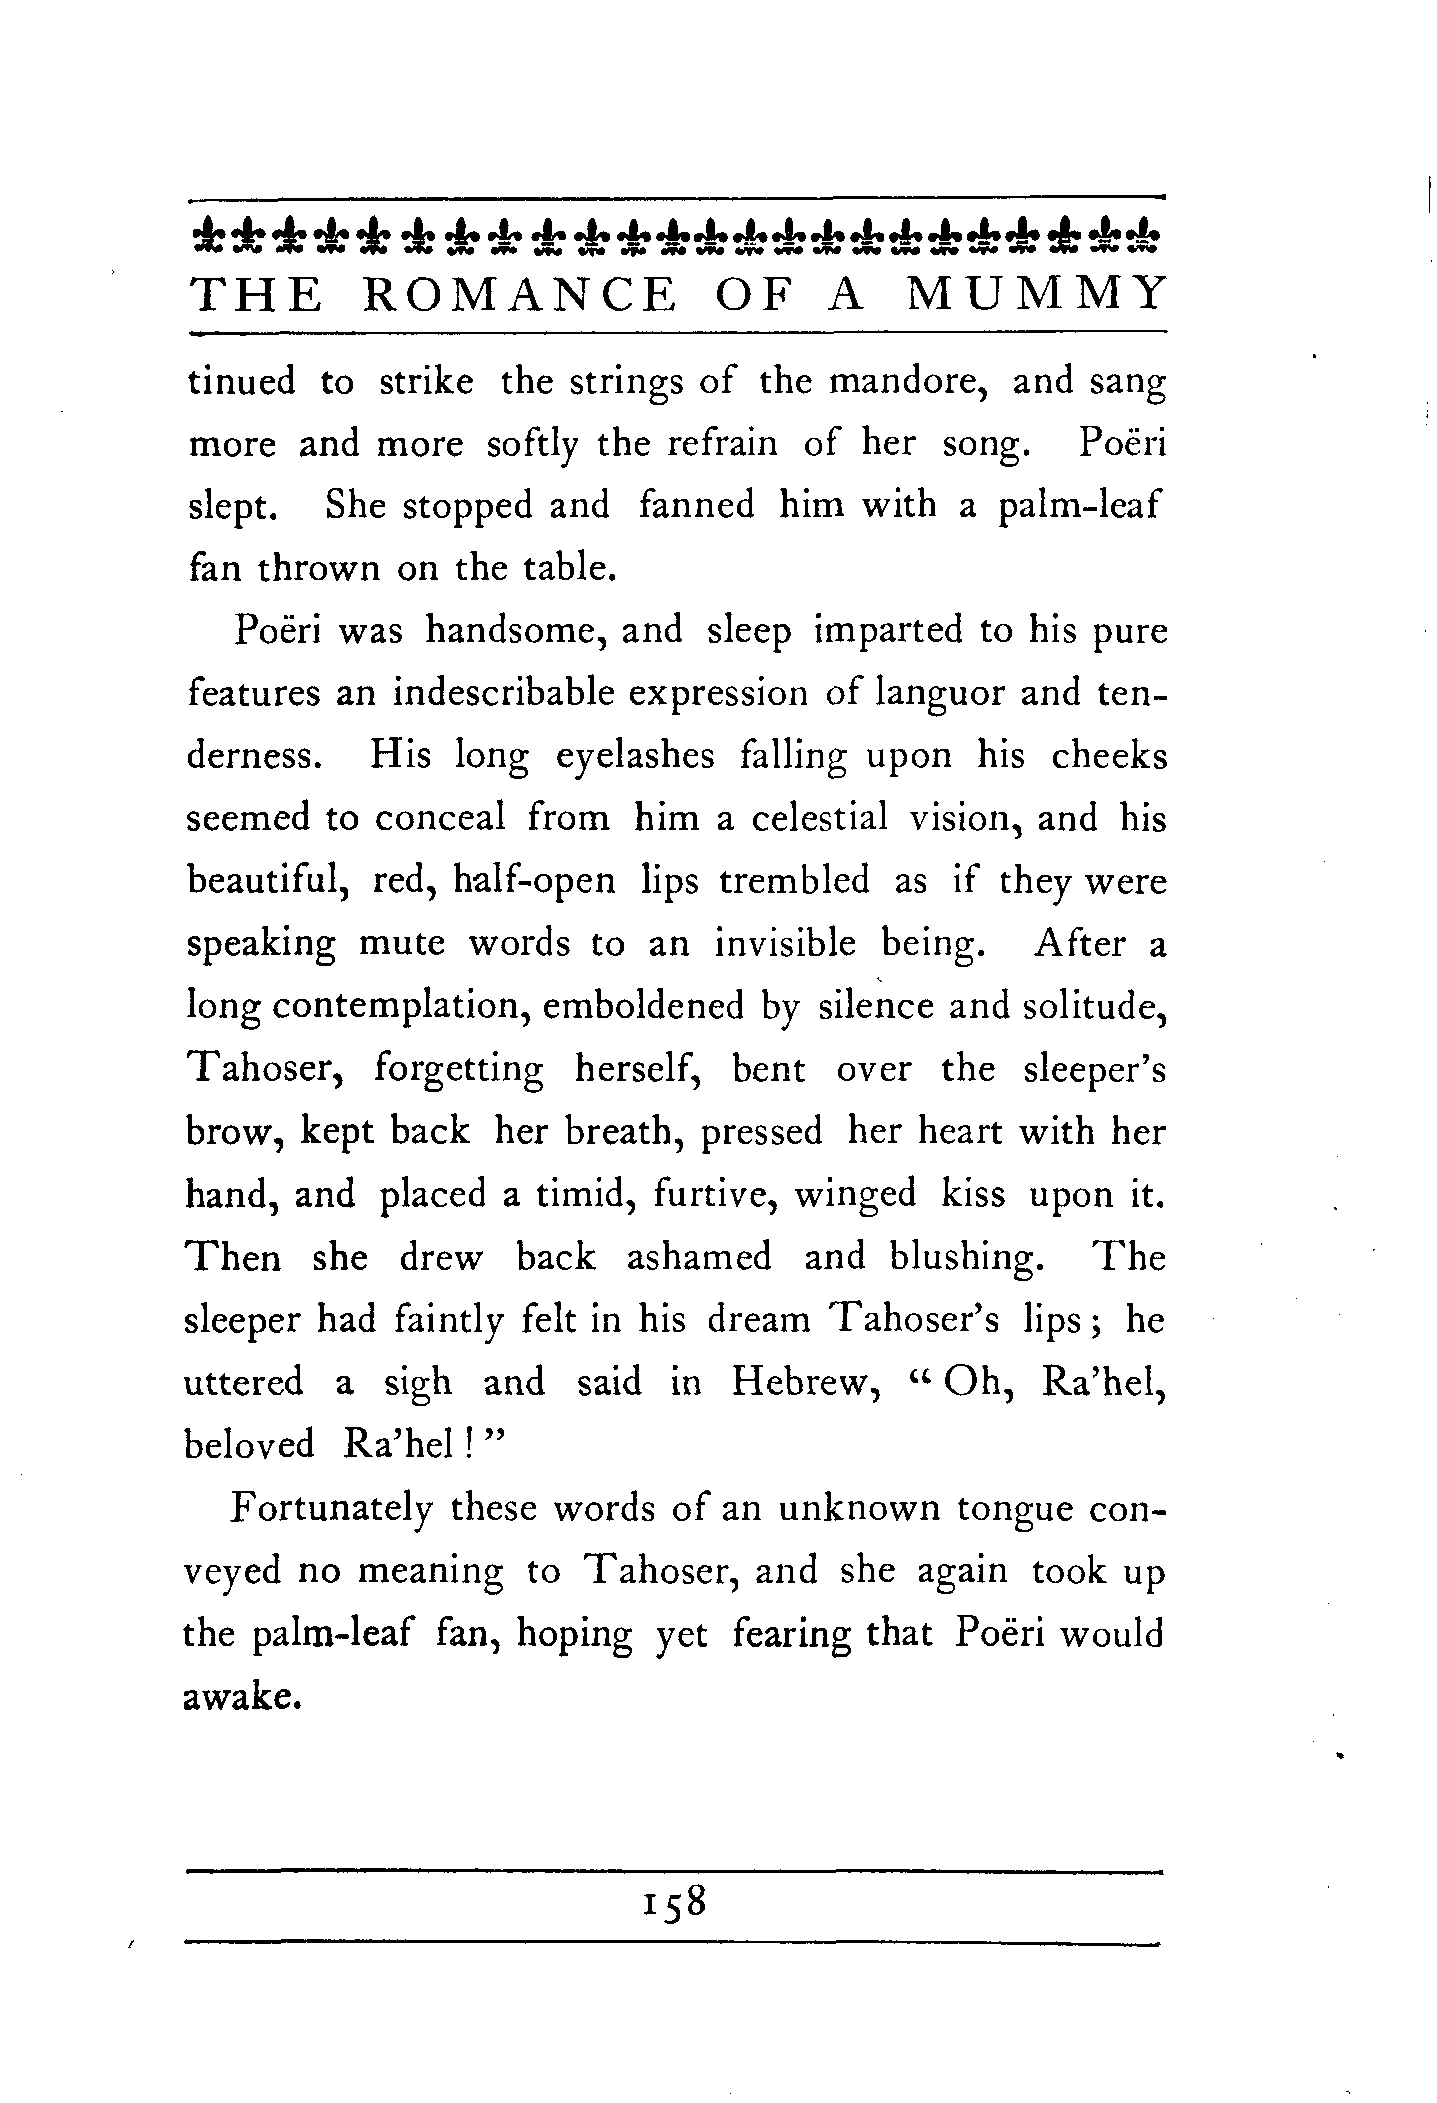 THE ROMANCE OF A MUMMY
tinued to strike the strings of the mandore, and sang
more and more softly the refrain of her song. Poëri
slept. She stopped and fanned him with a palm-leaf
fan thrown on the table.
Poëri was handsome, and sleep imparted to his pure
features an indescribable expression of languor and ten-
derness. His long eyelashes falling upon his cheeks
seemed to conceal from him a celestial vision, and his
beautiful, red, half-open lips trembled as if they were
speaking mute words to an invisible being. After a
long contemplation, emboldened by silence and solitude,
Tahoser, forgetting herself, bent over the sleeper's
brow, kept back her breath, pressed her heart with her
hand, and placed a timid, furtive, winged kiss upon it.
Then she drew back ashamed and blushing. The
sleeper had faintly felt in his dream Tahoser's lips; he
uttered a sigh and said in Hebrew, “Oh, Ra'hel,
beloved Ra'hel!”
Fortunately these words of an unknown tongue con-
veyed no meaning to Tahoser, and she again took up
the palm-leaf fan, hoping yet fearing that Poëri would
awake.
158